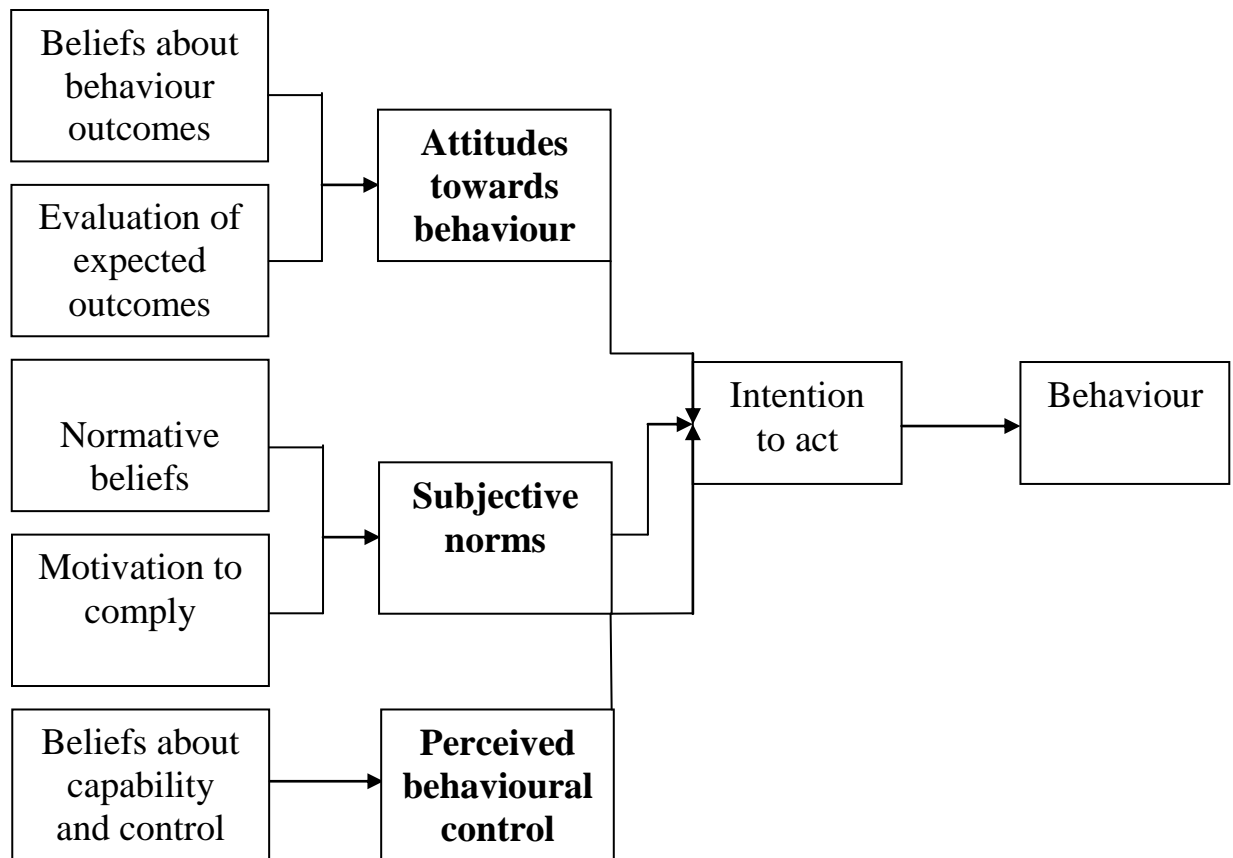 Beliefs about
behaviour
outcomes
Evaluation of
expected
outcomes
Attitudes
towards
behaviour
Normative
beliefs
Motivation to
comply
Subjective
norms
Beliefs about
capability
and control
Perceived
behavioural
control
Intention
to act
Behaviour